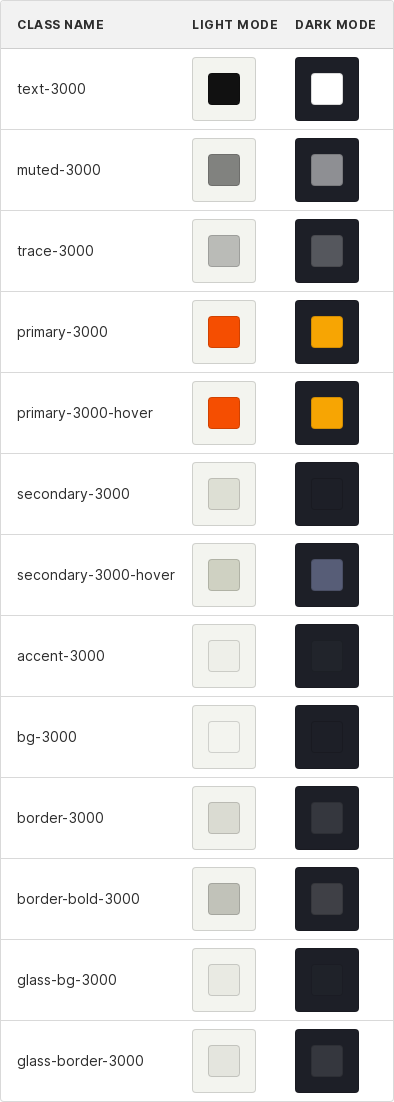 CLASS NAME LIGHT MODE DARK MODE
text-3000
muted-3000
trace-3000
primary-3000
primary-3000-hover
secondary-3000
secondary-3000-hover
accent-3000
bg-3000
border-3000
border-bold-3000
glass-bg-3000
glass-border-3000